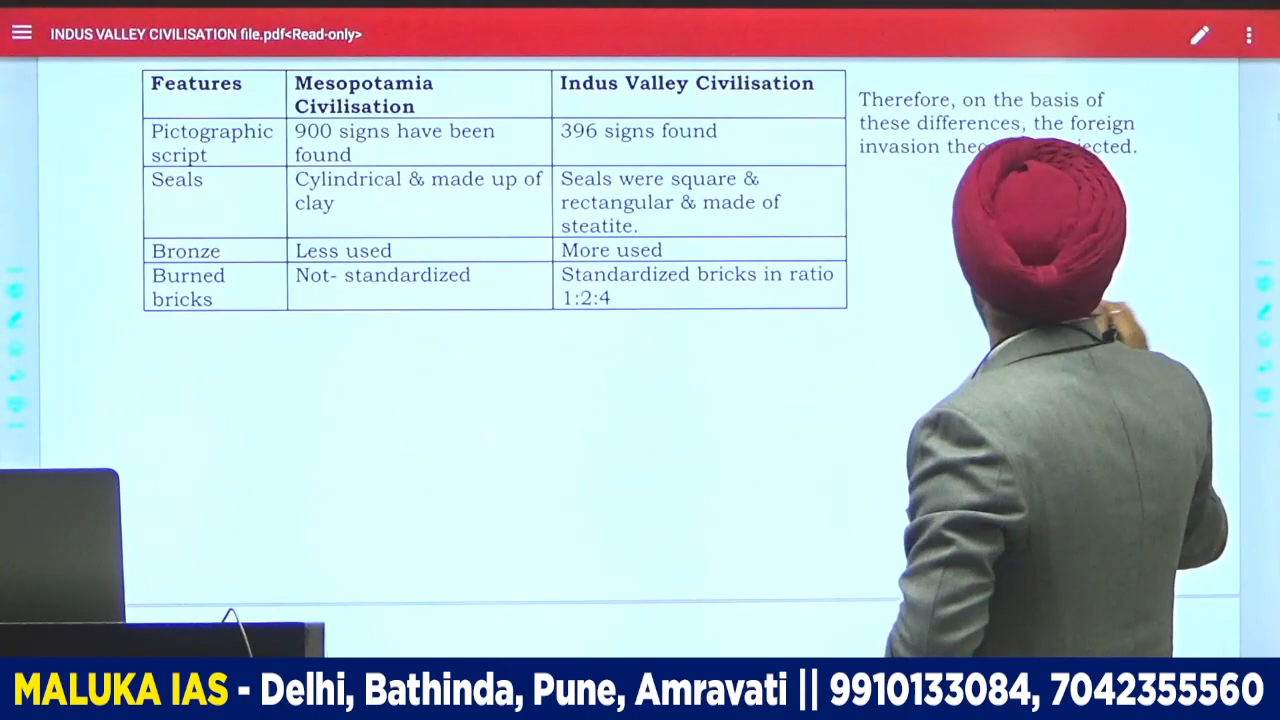 INDUS VALLEY CIVILISATION file.pdf<Read-only>
Features Mesopotamia Indus Valley Civilisation
Civilisation
Pictographic 900 signs have been 396 signs found
script found
Seals Cylindrical & made up of Seals were square &
clay rectangular & made of
steatite.
Bronze Less used More used
Burned Not- standardized Standardized bricks in ratio
bricks 1:2:4
Therefore, on the basis of
these differences, the foreign
invasion
MALUKA IAS - Delhi, Bathinda, Pune, Amravati || 9910133084, 7042355560